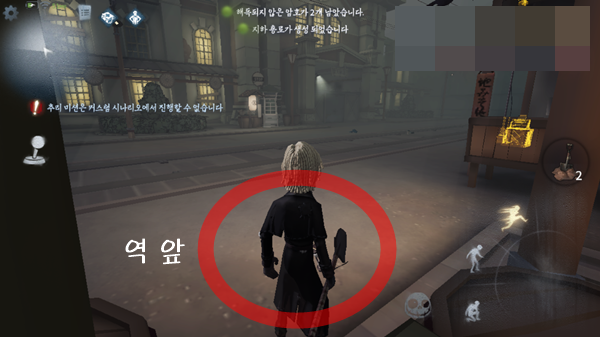 해독되지 않은 암호가 2개 남았습니다.
지하 통로가 생성 되었습니다
추리 미션은 커스텀 시나리오에서 진행할 수 없습니다
2
역 앞